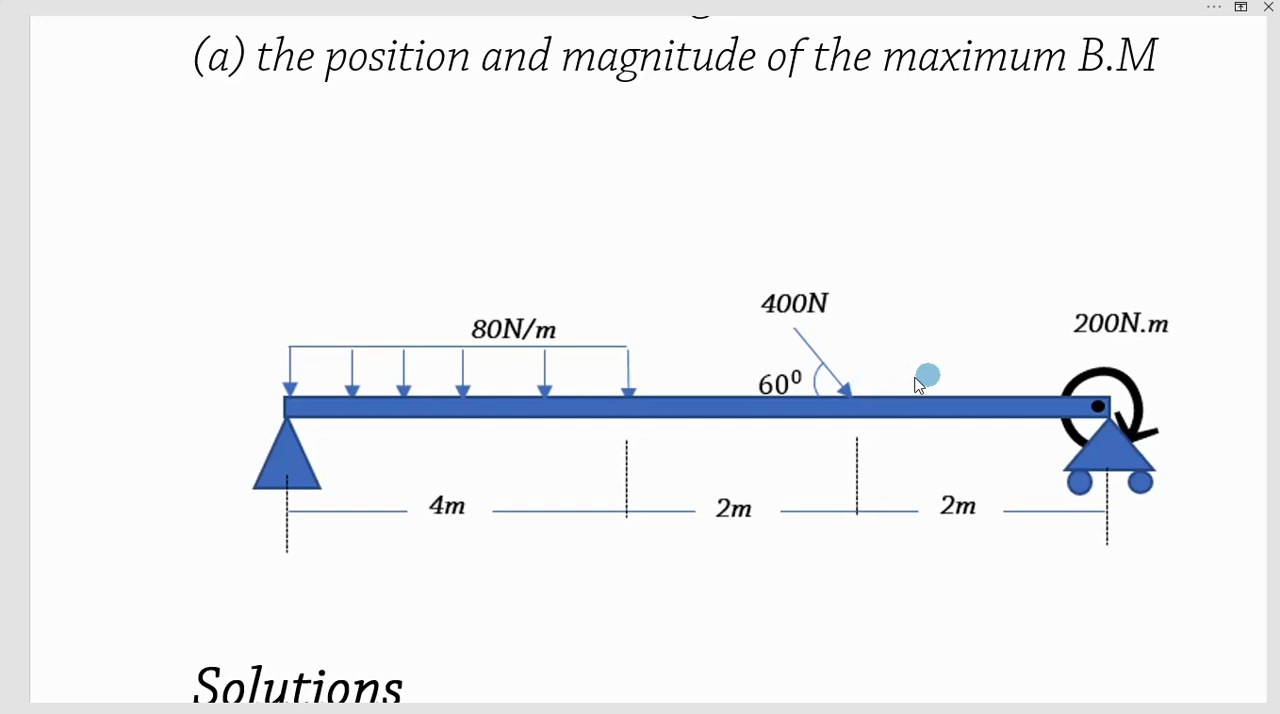 (a) the position and magnitude of the maximum B.M
400N
80N/m
200N.m
60⁰
4m
2m
2m
Solutions